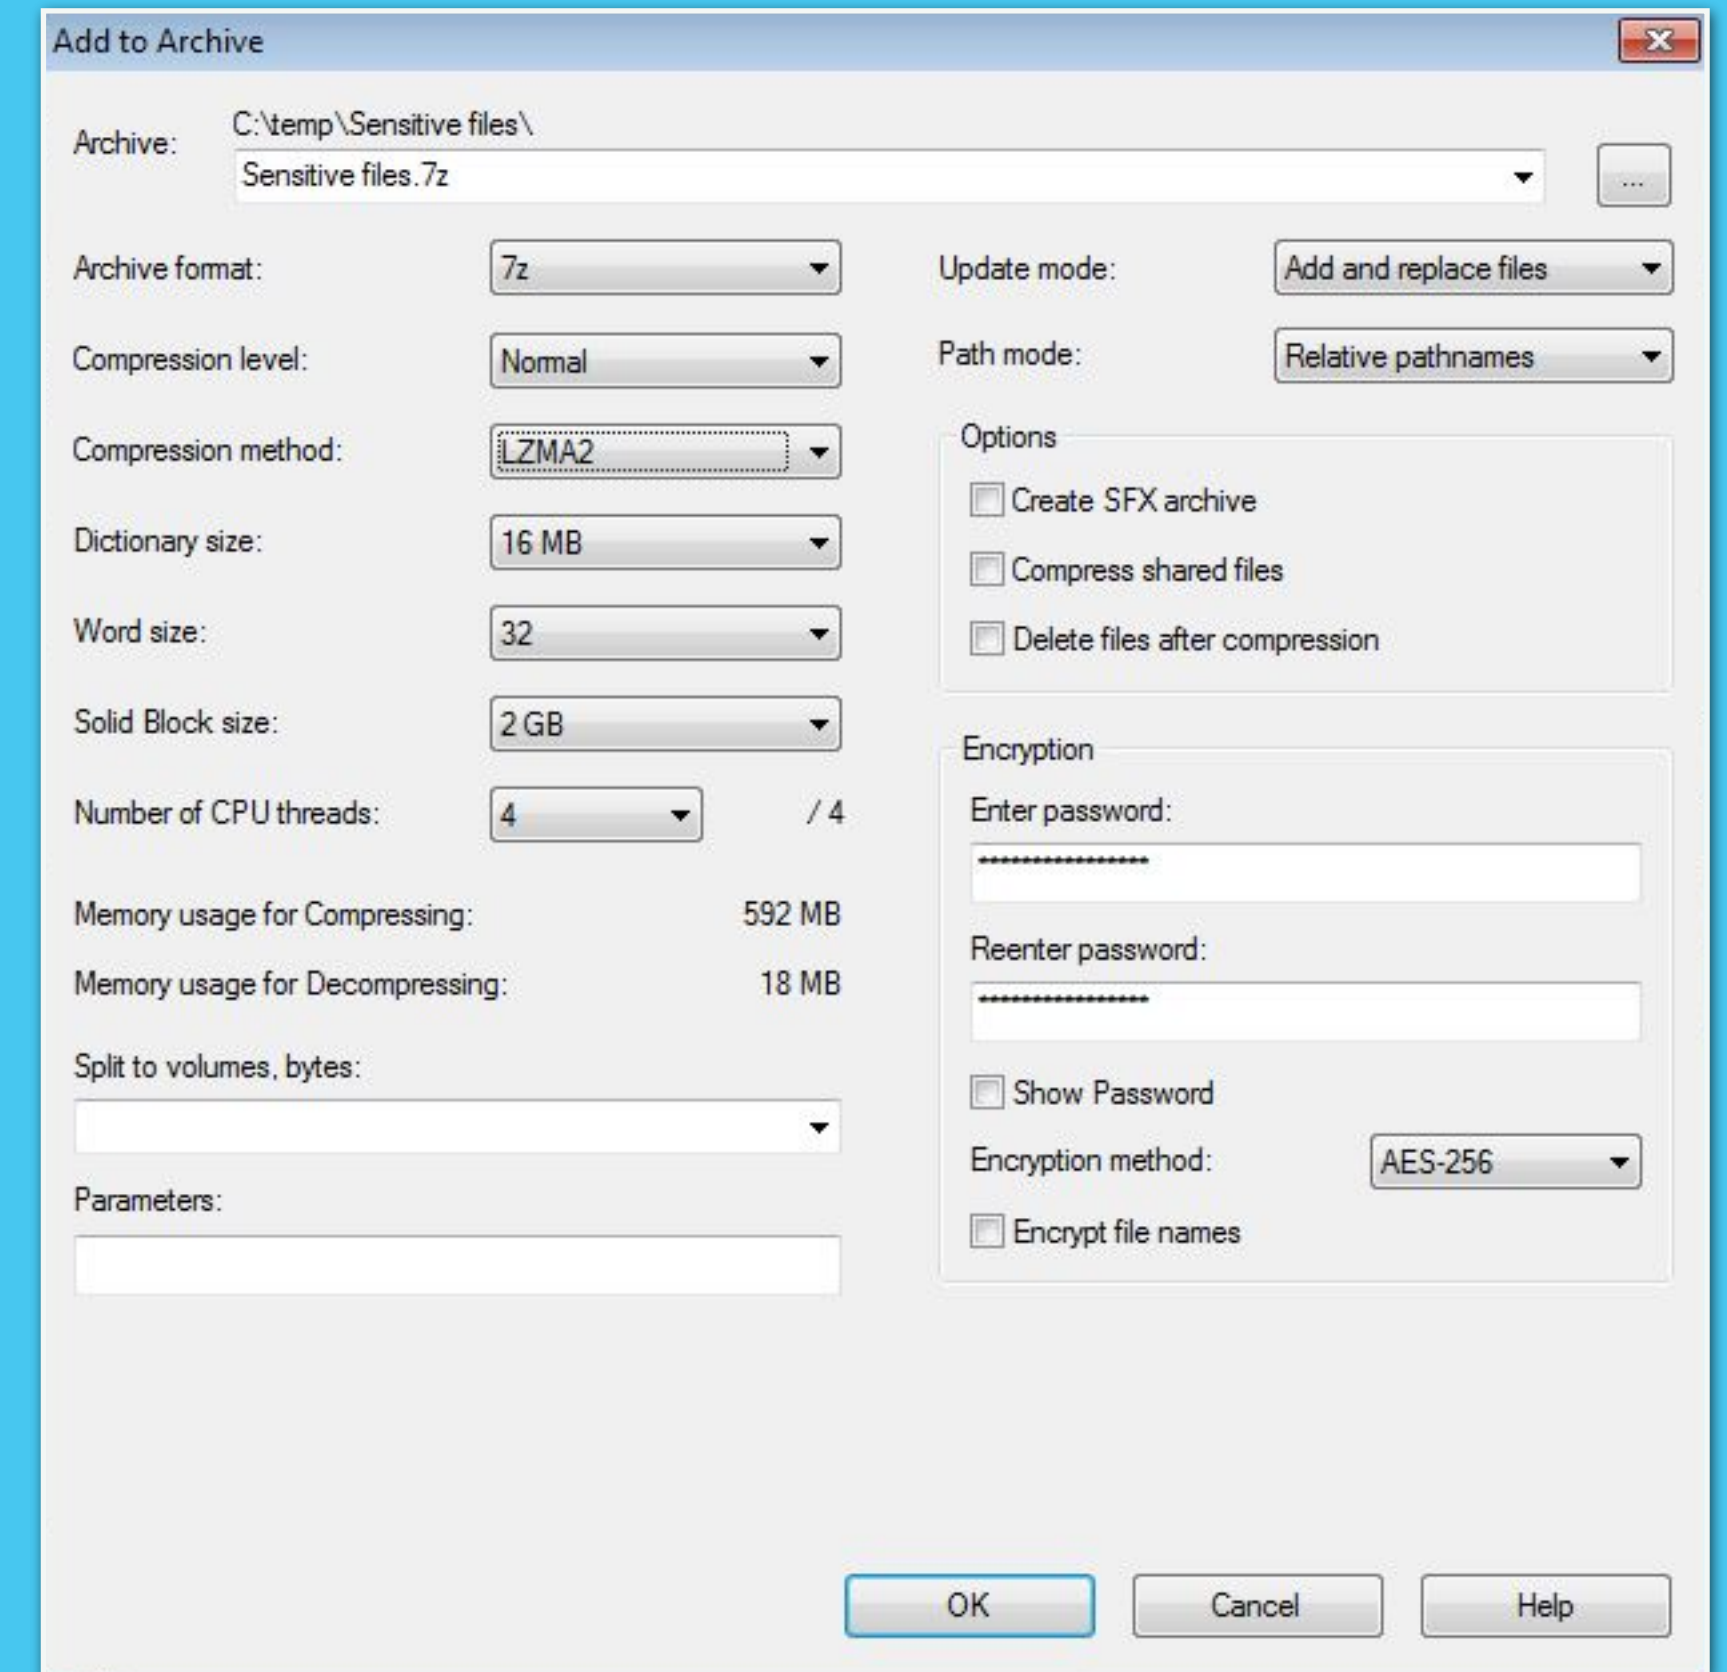 Add to Archive
Archive:
C:\temp\Sensitive files\
Sensitive files.7z
...
Archive format:
7z
Compression level:
Normal
Compression method:
LZMA2
Dictionary size:
16 MB
Word size:
32
Solid Block size:
2 GB
Number of CPU threads:
4
/ 4
Memory usage for Compressing:
592 MB
Memory usage for Decompressing:
18 MB
Split to volumes, bytes:
Parameters:
Update mode:
Add and replace files
Path mode:
Relative pathnames
Options
Create SFX archive
Compress shared files
Delete files after compression
Encryption
Enter password:
****************
Reenter password:
****************
Show Password
Encryption method:
AES-256
Encrypt file names
OK
Cancel
Help